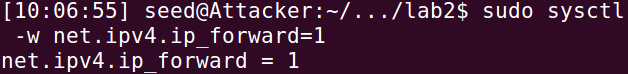 [10:06:55] seed@Attacker:~/.../lab2$ sudo sysctl
 -w net.ipv4.ip_forward=1
net.ipv4.ip_forward = 1